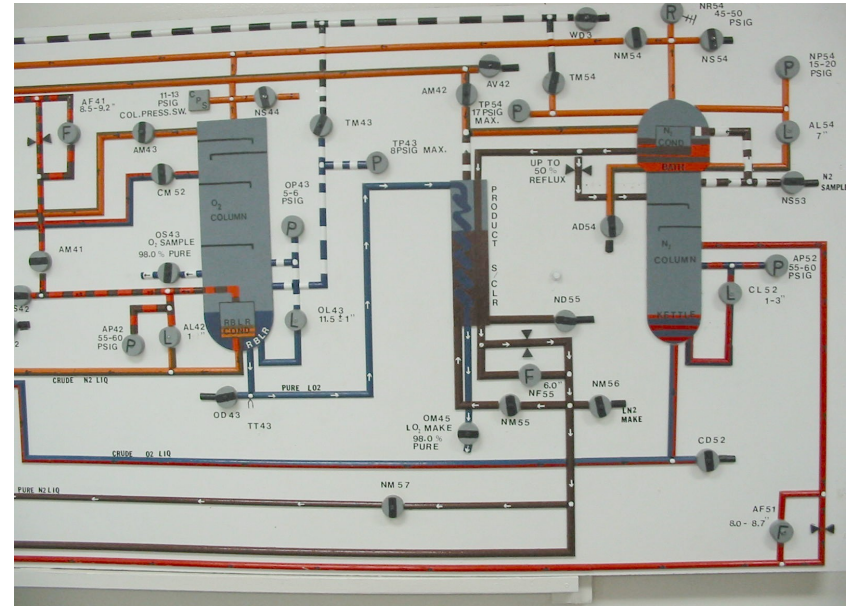 NR54
45-50
PSIG
WD3
NM54
NS54
NP54
15-20
PSIG
AF41
8.5-9.2"
11-13
PSIG
COL.PRESS.SW.
C
P
S
NS44
AV42
AM42
TM54
TP54
17PSIG
MAX.
AL54
7"
R
P
P
F
L
AM43
TM43
TP43
8PSIG MAX.
P
N₂
COND
BATH
UP TO
50%
REFLUX
CM 52
OP43
5-6
PSIG
O₂
COLUMN
PRODUCT S/CLR
N2
SAMPLE
NS53
OS43
O₂ SAMPLE
98.0% PURE
AD54
N₂
COLUMN
AM41
AP52
55-60
PSIG
P
P
CL52
1-3"
L
S42
2
AP42
55-60
PSIG
P
AL42
1"
L
RBLR
COND
RBLR
OL43
11.5±1"
L
ND55
KETTLE
CRUDE N2 LIQ
PURE LO2
F
6.0"
NF55
NM56
LN2
MAKE
OD43
TT43
OM45
LO₂ MAKE
98.0%
PURE
NM55
CRUDE O2 LIQ
CD52
PURE N2 LIQ
NM57
AF51
8.0-8.7"
F